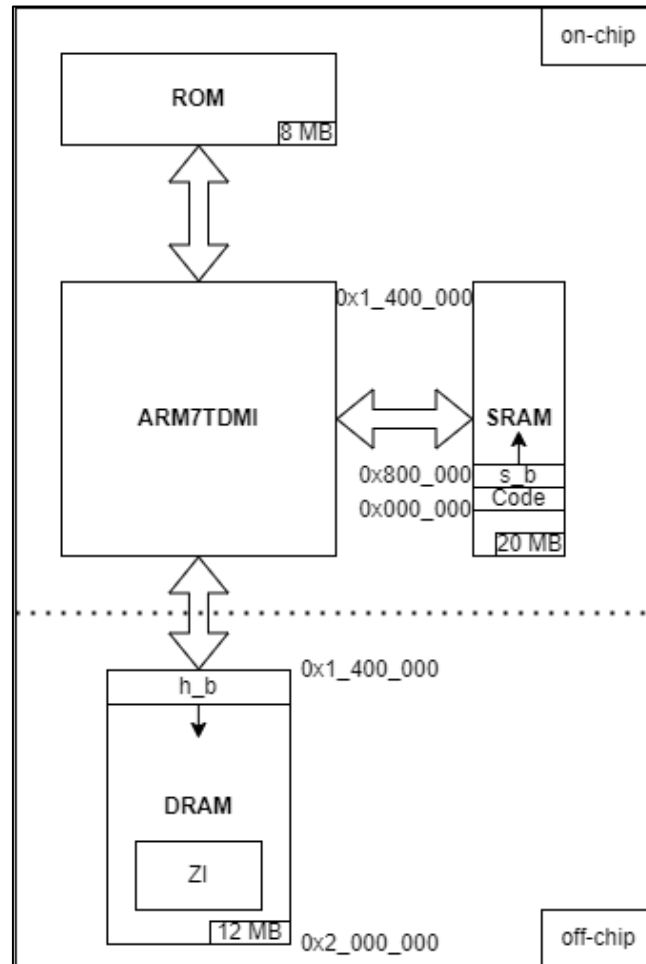 on-chip
ROM
8 MB
0x1_400_000
ARM7TDMI
SRAM
0x800_000
s_b
0x000_000
Code
20 MB
h_b
0x1_400_000
DRAM
ZI
12 MB
0x2_000_000
off-chip